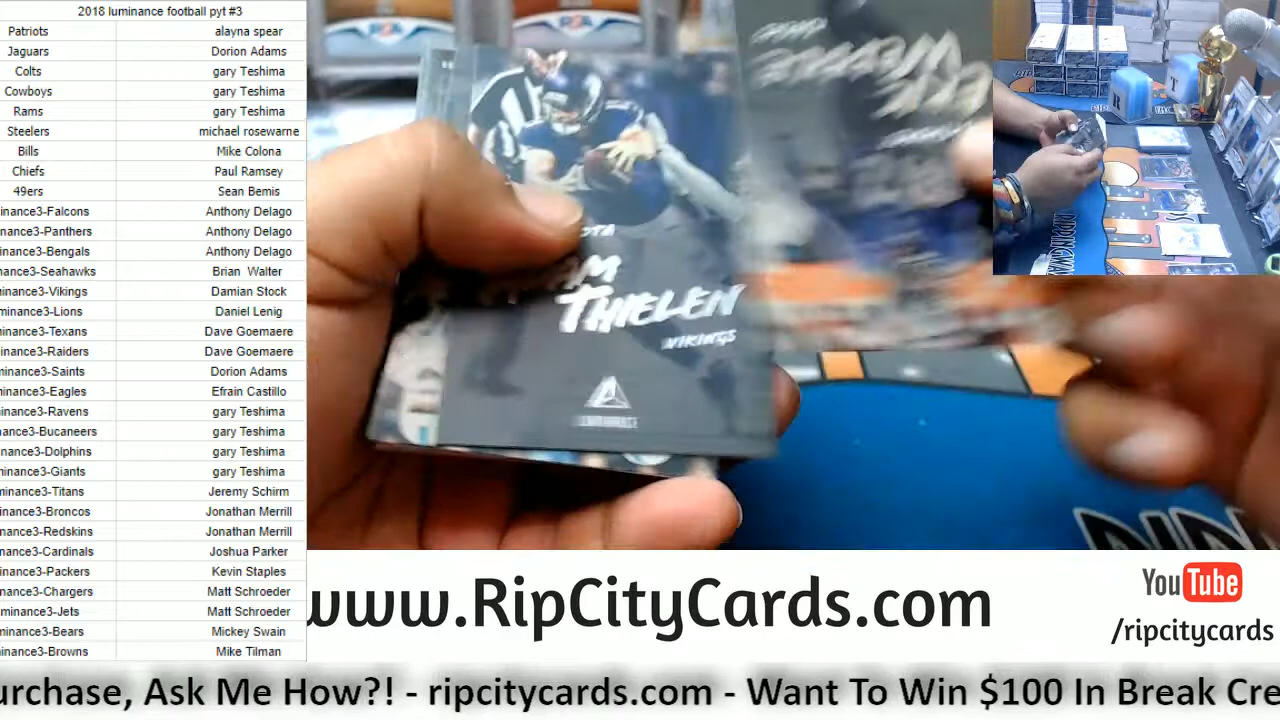 2018 luminance football pyt #3
Patriots alayna spear
Jaguars Dorion Adams
Colts gary Teshima
Cowboys gary Teshima
Rams gary Teshima
Steelers michael rosewarne
Bills Mike Colona
Chiefs Paul Ramsey
49ers Sean Bemis
inance3-Falcons Anthony Delago
inance3-Panthers Anthony Delago
inance3-Bengals Anthony Delago
nance3-Seahawks Brian Walter
inance3-Vikings Damian Stock
minance3-Lions Daniel Lenig
inance3-Texans Dave Goemaere
inance3-Raiders Dave Goemaere
minance3-Saints Dorion Adams
inance3-Eagles Efrain Castillo
inance3-Ravens gary Teshima
nance3-Bucaneers gary Teshima
inance3-Dolphins gary Teshima
inance3-Giants gary Teshima
minance3-Titans Jeremy Schirm
inance3-Broncos Jonathan Merrill
inance3-Redskins Jonathan Merrill
inance3-Cardinals Joshua Parker
inance3-Packers Kevin Staples
inance3-Chargers Matt Schroeder
uminance3-Jets Matt Schroeder
minance3-Bears Mickey Swain
inance3-Browns Mike Tilman
THIELEN
VIKINGS
LUMINANCE
www.RipCityCards.com
YouTube
/ripcitycards
urchase, Ask Me How?! - ripcitycards.com - Want To Win $100 In Break Cre